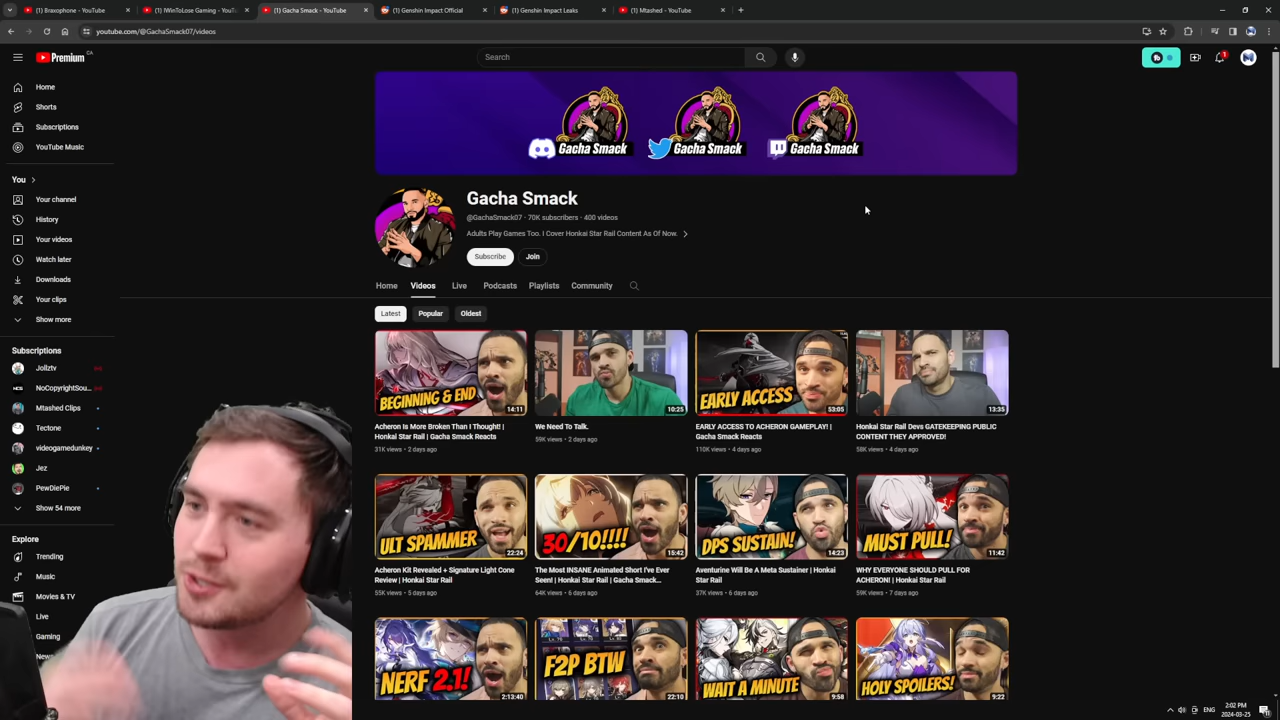 (1) Braxophone - YouTube
(1) IWinToLose Gaming - YouTu
(1) Gacha Smack - YouTube
(1) Genshin Impact Official
(1) Genshin Impact Leaks
(1) Mtashed - YouTube
youtube.com/@GachaSmack07/videos
Premium CA
Search
1
Home
Shorts
Subscriptions
YouTube Music
You
Your channel
History
Your videos
Watch later
Downloads
Your clips
Show more
Subscriptions
Jollztv
NoCopyrightSou...
Mtashed Clips
Tectone
videogamedunkey
Jez
PewDiePie
Show 54 more
Explore
Trending
Music
Movies & TV
Live
Gaming
News
Gacha Smack
Gacha Smack
Gacha Smack
Gacha Smack
@GachaSmack07 · 70K subscribers · 400 videos
Adults Play Games Too. I Cover Honkai Star Rail Content As Of Now.
Subscribe
Join
Home
Videos
Live
Podcasts
Playlists
Community
Latest
Popular
Oldest
BEGINNING & END
14:11
10:25
EARLY ACCESS
53:05
13:35
Acheron Is More Broken Than I Thought! |
Honkai Star Rail | Gacha Smack Reacts
31K views · 2 days ago
We Need To Talk.
59K views · 2 days ago
EARLY ACCESS TO ACHERON GAMEPLAY! |
Gacha Smack Reacts
110K views · 4 days ago
Honkai Star Rail Devs GATEKEEPING PUBLIC
CONTENT THEY APPROVED!
58K views · 4 days ago
ULT SPAMMER
22:24
30/10!!!!
15:42
DPS SUSTAIN!
14:23
MUST PULL!
11:42
Acheron Kit Revealed + Signature Light Cone
Review | Honkai Star Rail
55K views · 5 days ago
The Most INSANE Animated Short I've Ever
Seen! | Honkai Star Rail | Gacha Smack...
64K views · 6 days ago
Aventurine Will Be A Meta Sustainer | Honkai
Star Rail
37K views · 6 days ago
WHY EVERYONE SHOULD PULL FOR
ACHERON! | Honkai Star Rail
59K views · 7 days ago
NERF 2.1!
2:13:40
F2P BTW
22:10
WAIT A MINUTE
9:58
HOLY SPOILERS!
9:22
ENG
2:02 PM
2024-03-25